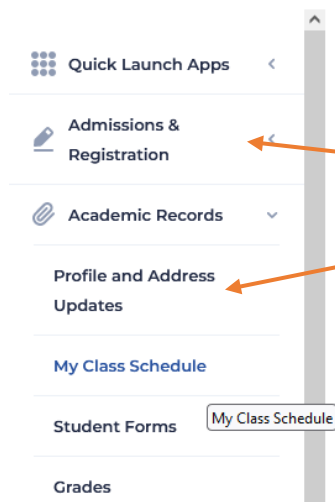 Quick Launch Apps
Admissions &
Registration
Academic Records
Profile and Address
Updates
My Class Schedule
My Class Schedule
Student Forms
Grades